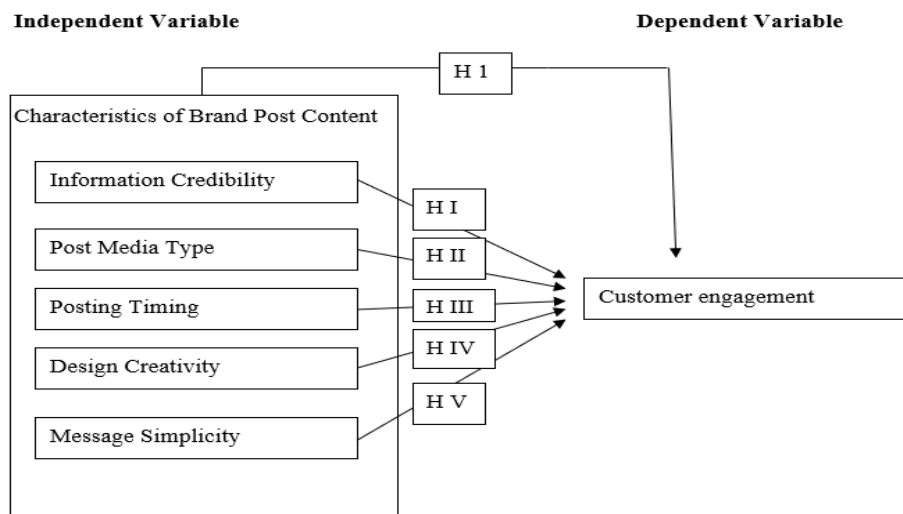 Independent Variable
Dependent Variable
H 1
Characteristics of Brand Post Content
Information Credibility
H I
Post Media Type
H II
Customer engagement
Posting Timing
H III
Design Creativity
H IV
Message Simplicity
H V